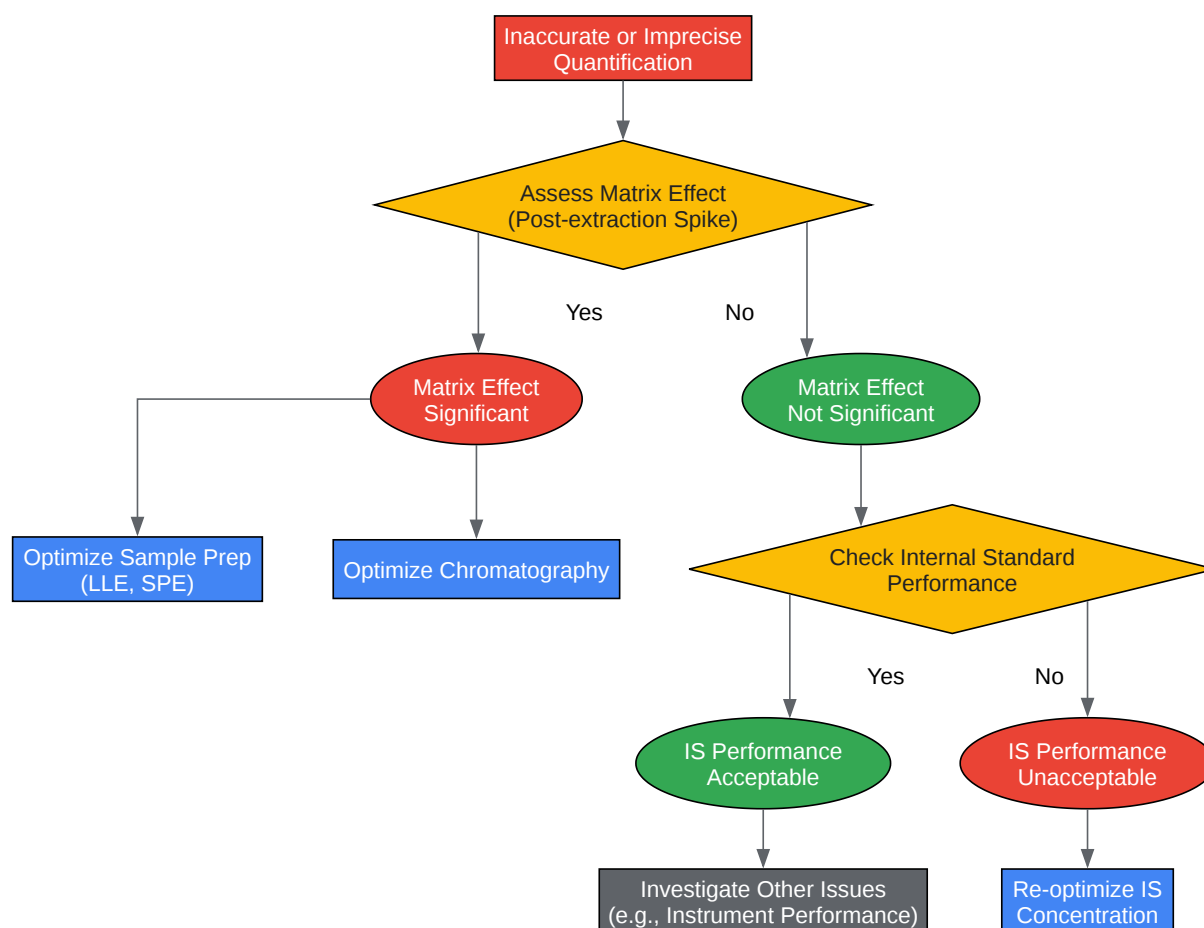 Inaccurate or Imprecise
Quantification
Assess Matrix Effect
(Post-extraction Spike)
Yes
No
Matrix Effect
Significant
Matrix Effect
Not Significant
Optimize Sample Prep
(LLE, SPE)
Optimize Chromatography
Check Internal Standard
Performance
Yes
No
IS Performance
Acceptable
IS Performance
Unacceptable
Investigate Other Issues
(e.g., Instrument Performance)
Re-optimize IS
Concentration